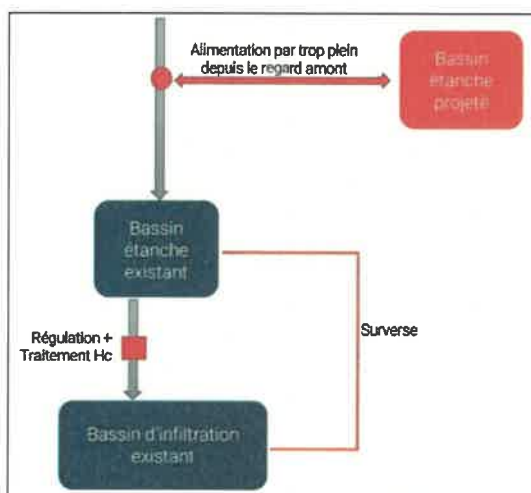 Alimentation par trop plein
depuis le regard amont
Bassin
étanche
projeté
Bassin
étanche
existant
Régulation +
Traitement Hc
Surverse
Bassin d'infiltration
existant